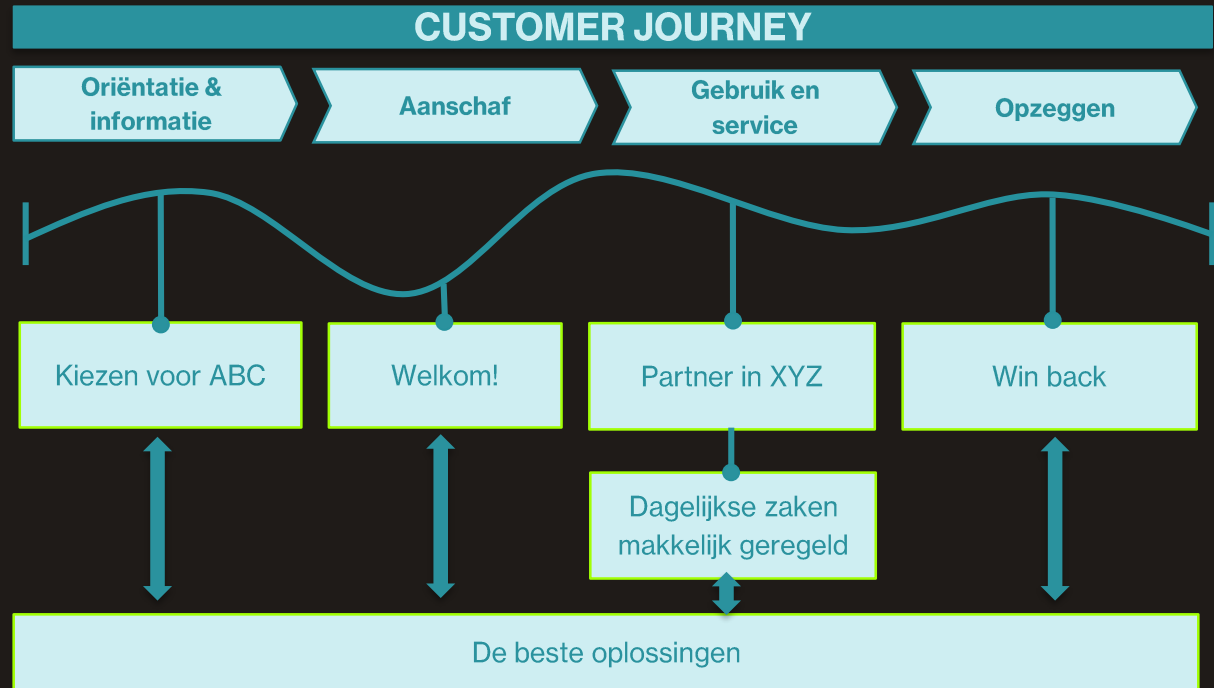 CUSTOMER JOURNEY
Oriëntatie &
informatie
Aanschaf
Gebruik en
service
Opzeggen
Kiezen voor ABC
Welkom!
Partner in XYZ
Win back
Dagelijkse zaken
makkelijk geregeld
De beste oplossingen